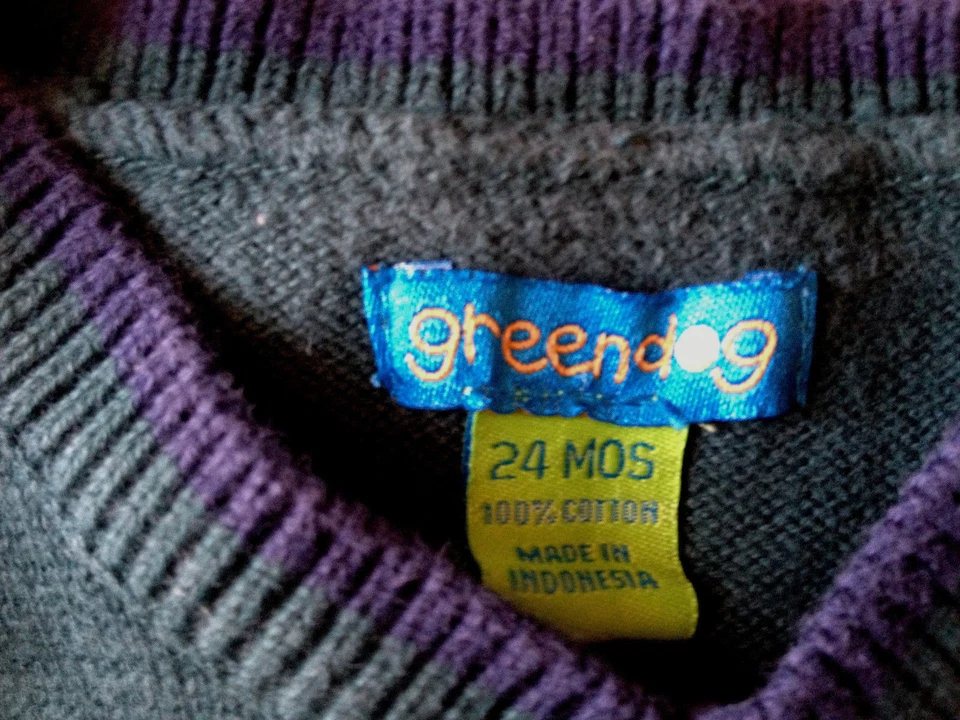 greendog
24 MOS
100% COTTON
MADE IN
INDONESIA